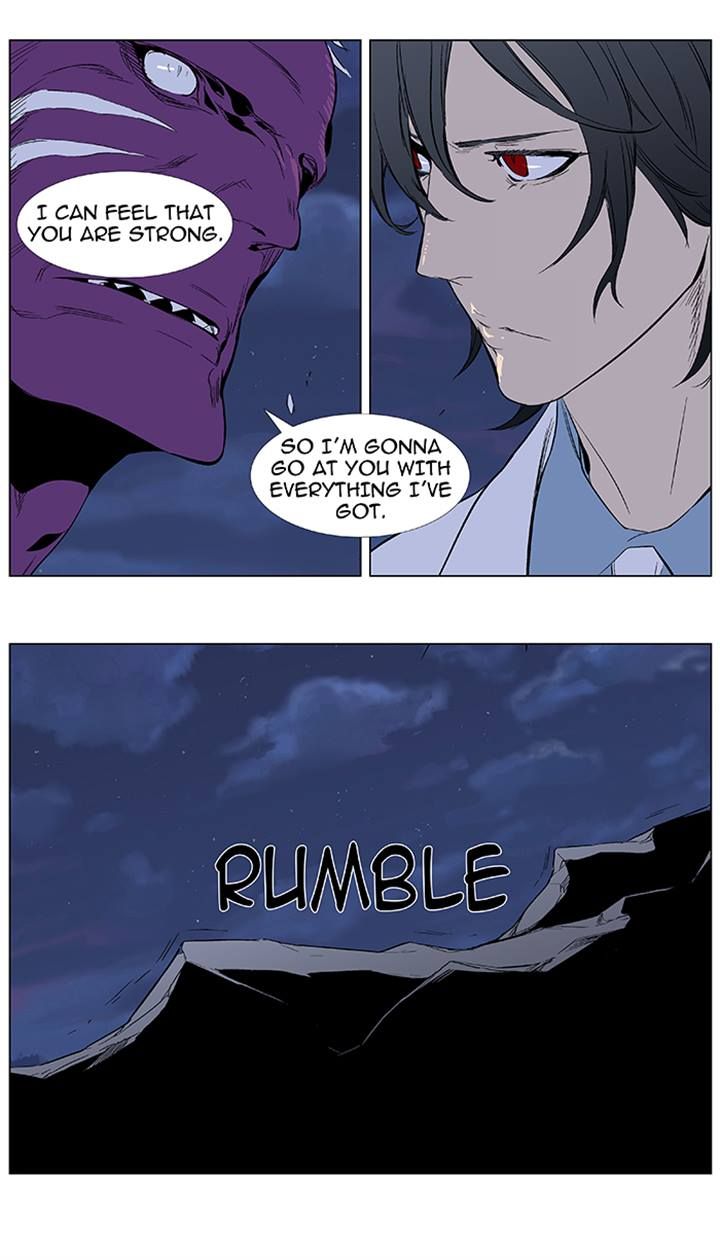 I CAN FEEL THAT
YOU ARE STRONG.
SO I'M GONNA
GO AT YOU WITH
EVERYTHING I'VE
GOT.
RUMBLE